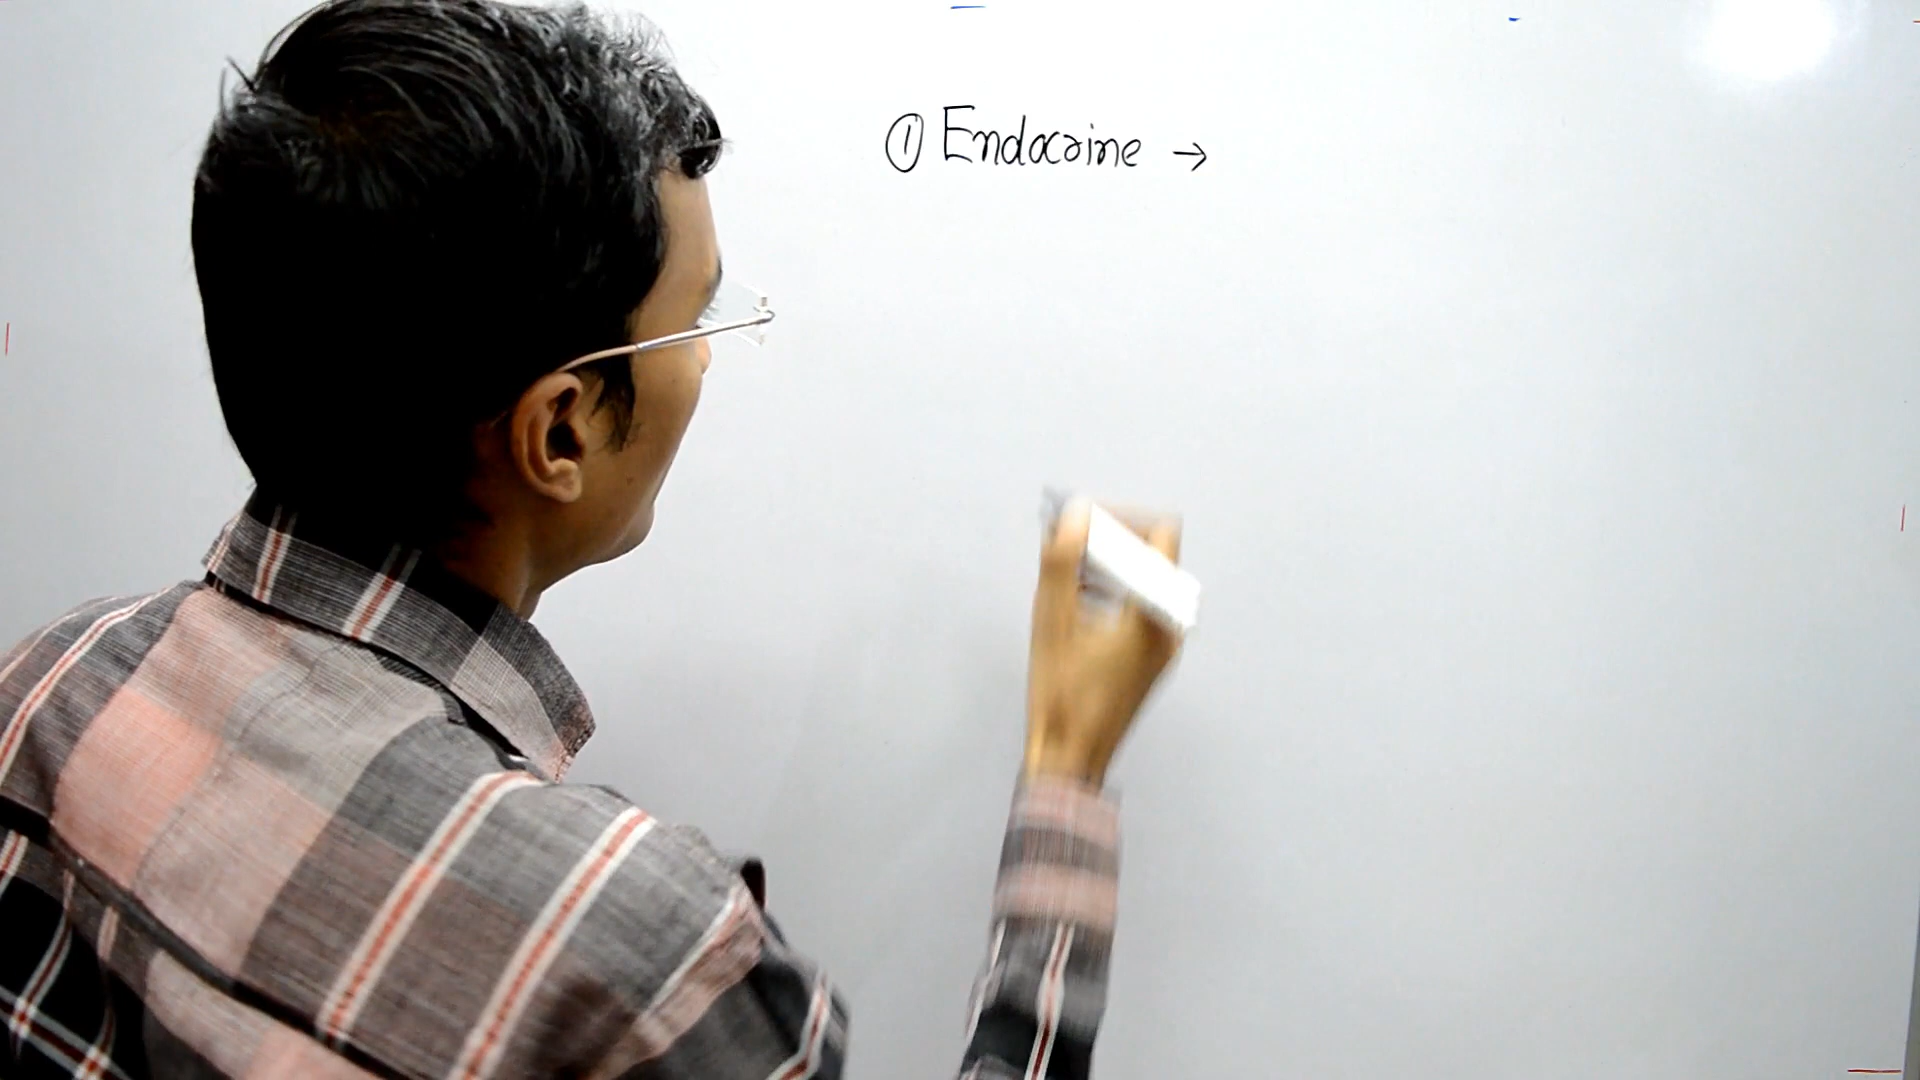 ① Endocrine →